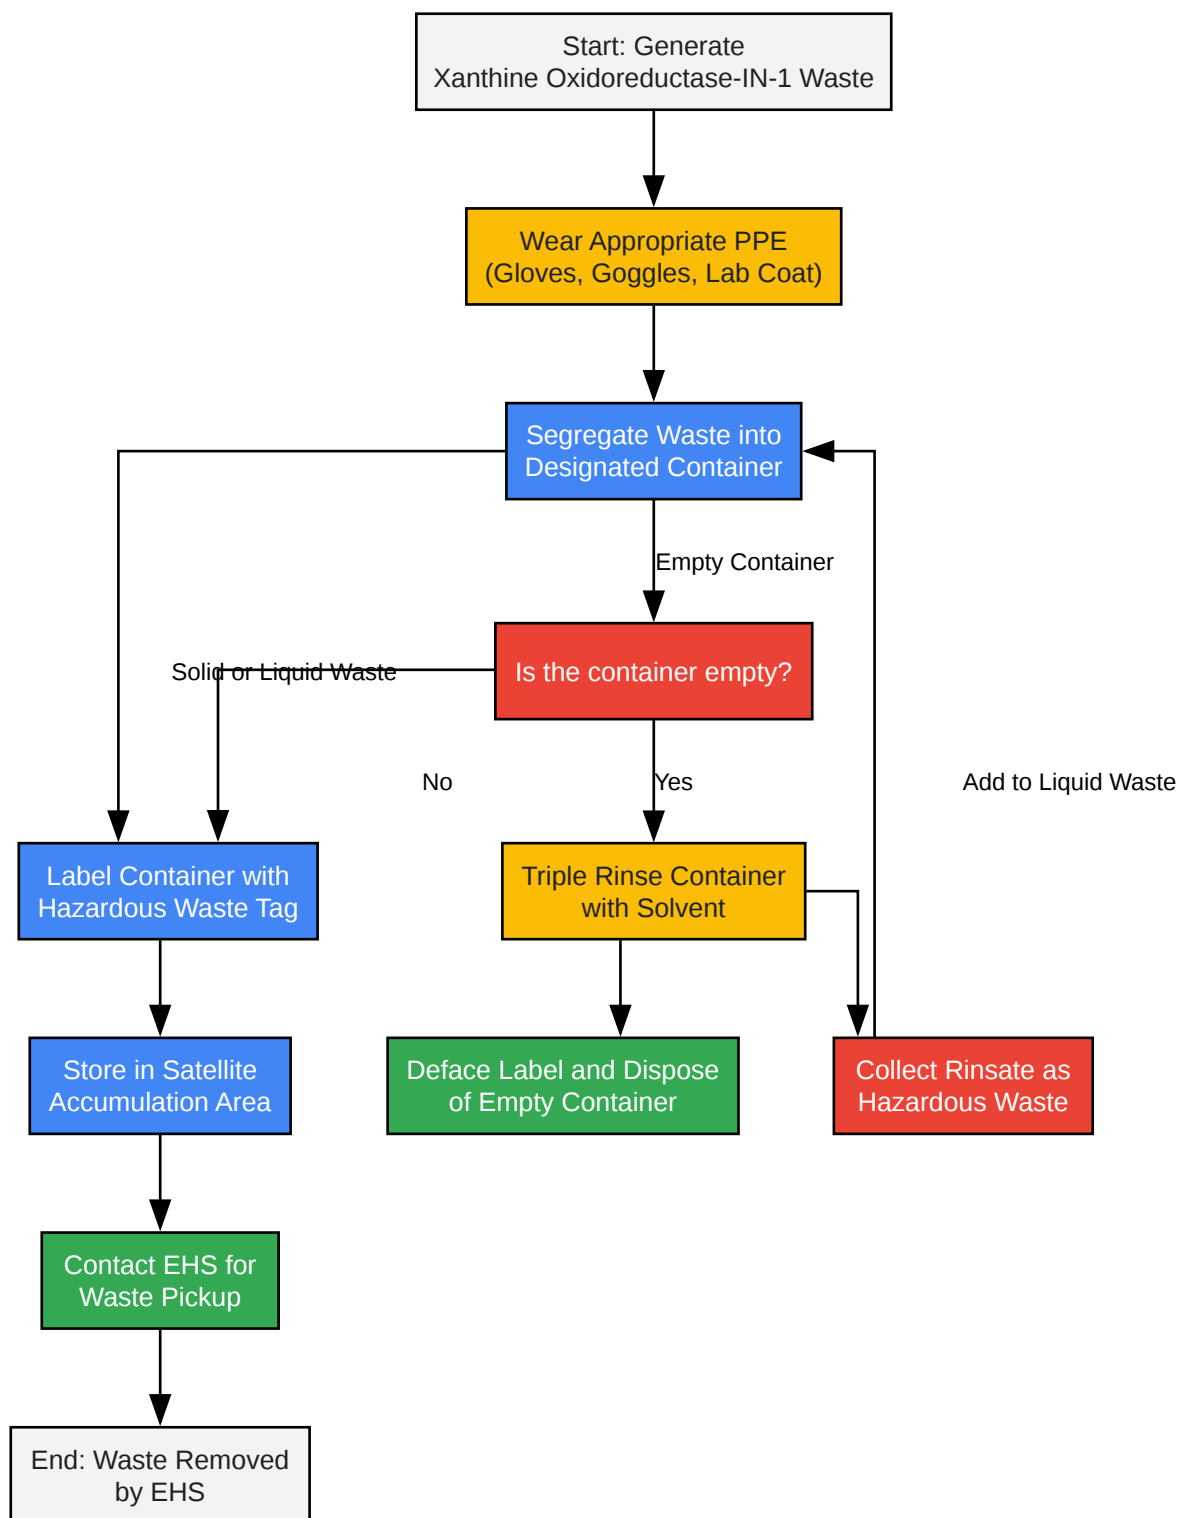 Start: Generate
Xanthine Oxidoreductase-IN-1 Waste
Wear Appropriate PPE
(Gloves, Goggles, Lab Coat)
Segregate Waste into
Designated Container
Empty Container
Solid or Liquid Waste
Is the container empty?
No
Yes
Add to Liquid Waste
Label Container with
Hazardous Waste Tag
Triple Rinse Container
with Solvent
Store in Satellite
Accumulation Area
Deface Label and Dispose
of Empty Container
Collect Rinsate as
Hazardous Waste
Contact EHS for
Waste Pickup
End: Waste Removed
by EHS